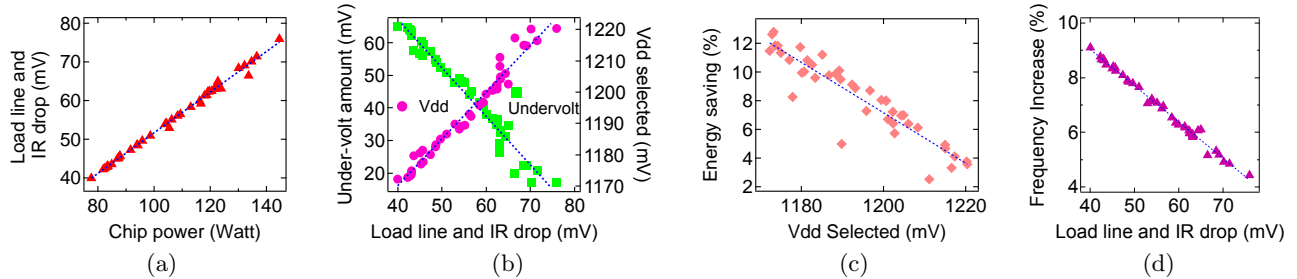 Load line and
IR drop (mV)
80
70
60
50
40
80 100 120 140
Chip power (Watt)
(a)
Under-volt amount (mV)
60
50
40
30
20
Vdd
Undervolt
1220
1210
1200
1190
1180
1170
Vdd selected (mV)
40 50 60 70 80
Load line and IR drop (mV)
(b)
Energy saving (%)
12
10
8
6
4
2
1180 1200 1220
Vdd Selected (mV)
(c)
Frequency Increase (%)
10
8
6
4
40 50 60 70
Load line and IR drop (mV)
(d)